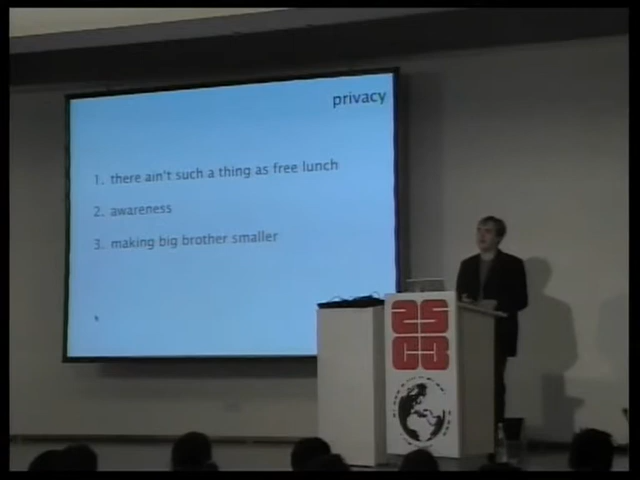 privacy
1. there ain't such a thing as free lunch
2. awareness
3. making big brother smaller
25
C3